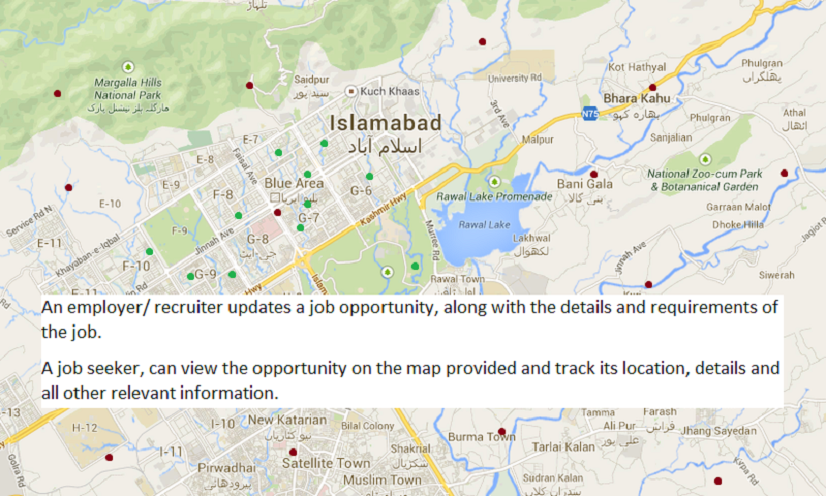 تلہاڑ
Margalla Hills
National Park
مارگلہ ہلز نیشنل پارک
Saidpur
سید پور
Kuch Khaas
Islamabad
اسلام آباد
University Rd
3rd Ave
Kot Hathyal
Bhara Kahu
بھارہ کہو
N75
Phulgran
پھلگراں
Phulgran
Athal
اٹھال
Malpur
Sanjalian
National Zoo-cum Park
& Botananical Garden
Bani Gala
بنی گالا
Garraan Malot
Dhoke Hilla
E-7
E-8
E-9
F-8
Faisal Ave
Blue Area
G-6
F-9
G-7
G-8
جی-ایٹ
E-10
E-11
F-10
G-9
Service Rd N
Khayaban-e-Iqbal
Jinnah Ave
Kashmir Hwy
Murree Rd
Rawal Lake Promenade
Rawal Lake
Lakhwal
لکھوال
Jinnah Ave
Siwerah
Rawal Town
Hwy
An employer/ recruiter updates a job opportunity, along with the details and requirements of
the job.
A job seeker, can view the opportunity on the map provided and track its location, details and
all other relevant information.
-13
H-12
I-10
I-11
New Katarian
نیو کتاریاں
Bilal Colony
Pirwadhai
پیرودھائی
Satellite Town
Muslim Town
Shakrial
شکریال
Burma Town
Tarlai Kalan
Tamma
Farash
فراش
Ali Pur
علی پور
Jhang Sayedan
Sudran Kalan
Golra Rd